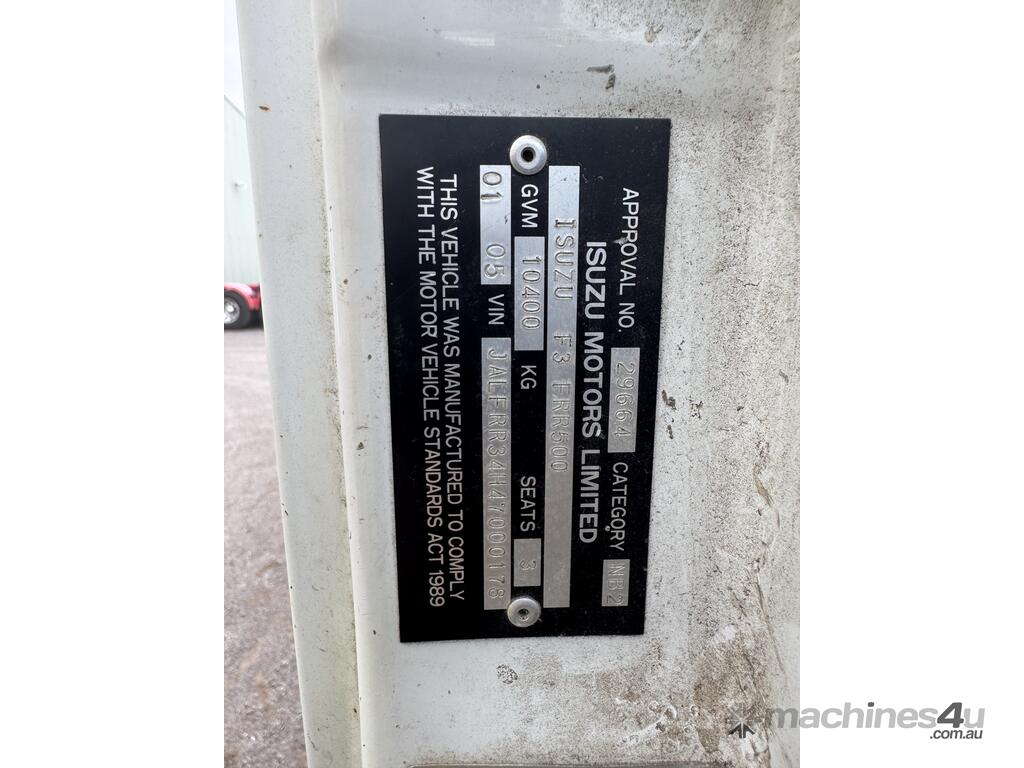 APPROVAL NO. 29664 CATEGORY NB2
ISUZU MOTORS LIMITED
ISUZU F3 FRR500
GVM 10400 KG SEATS 3
01 05 VIN JALFRR34H47000178
THIS VEHICLE WAS MANUFACTURED TO COMPLY
WITH THE MOTOR VEHICLE STANDARDS ACT 1989
machines4u
.com.au